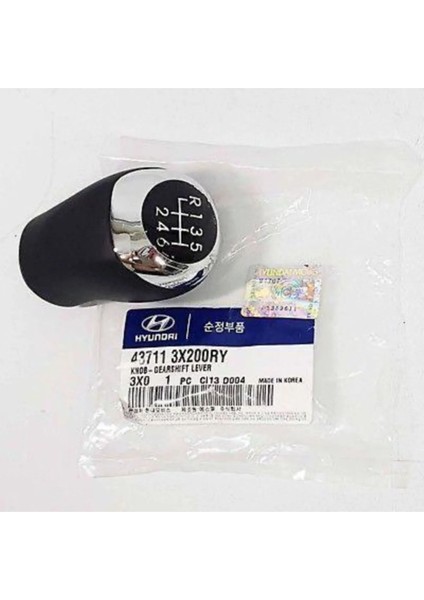 R 1 3 5
2 4 6
HYUNDAI
순정부품
43711 3X200RY
KNOB-GEARSHIFT LEVER
3X0 1 PC CI13 D004 MADE IN KOREA